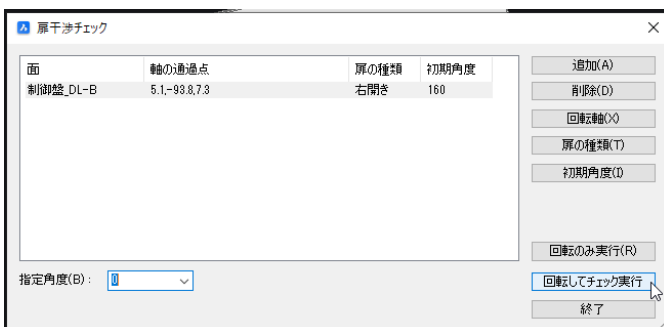 扉干渉チェック
面 軸の通過点 扉の種類 初期角度
制御盤_DL-B 5.1,-93.8,7.3 右開き 160
追加(A)
削除(D)
回転軸(X)
扉の種類(T)
初期角度(I)
回転のみ実行(R)
指定角度(B): 0
回転してチェック実行
終了